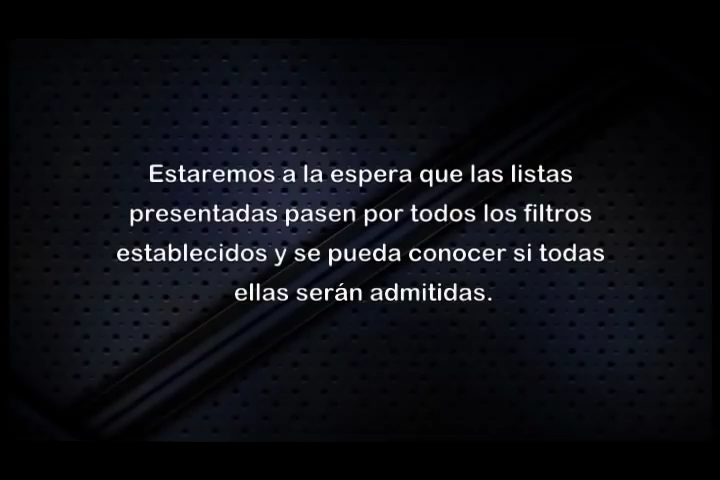 Estaremos a la espera que las listas
presentadas pasen por todos los filtros
establecidos y se pueda conocer si todas
ellas serán admitidas.